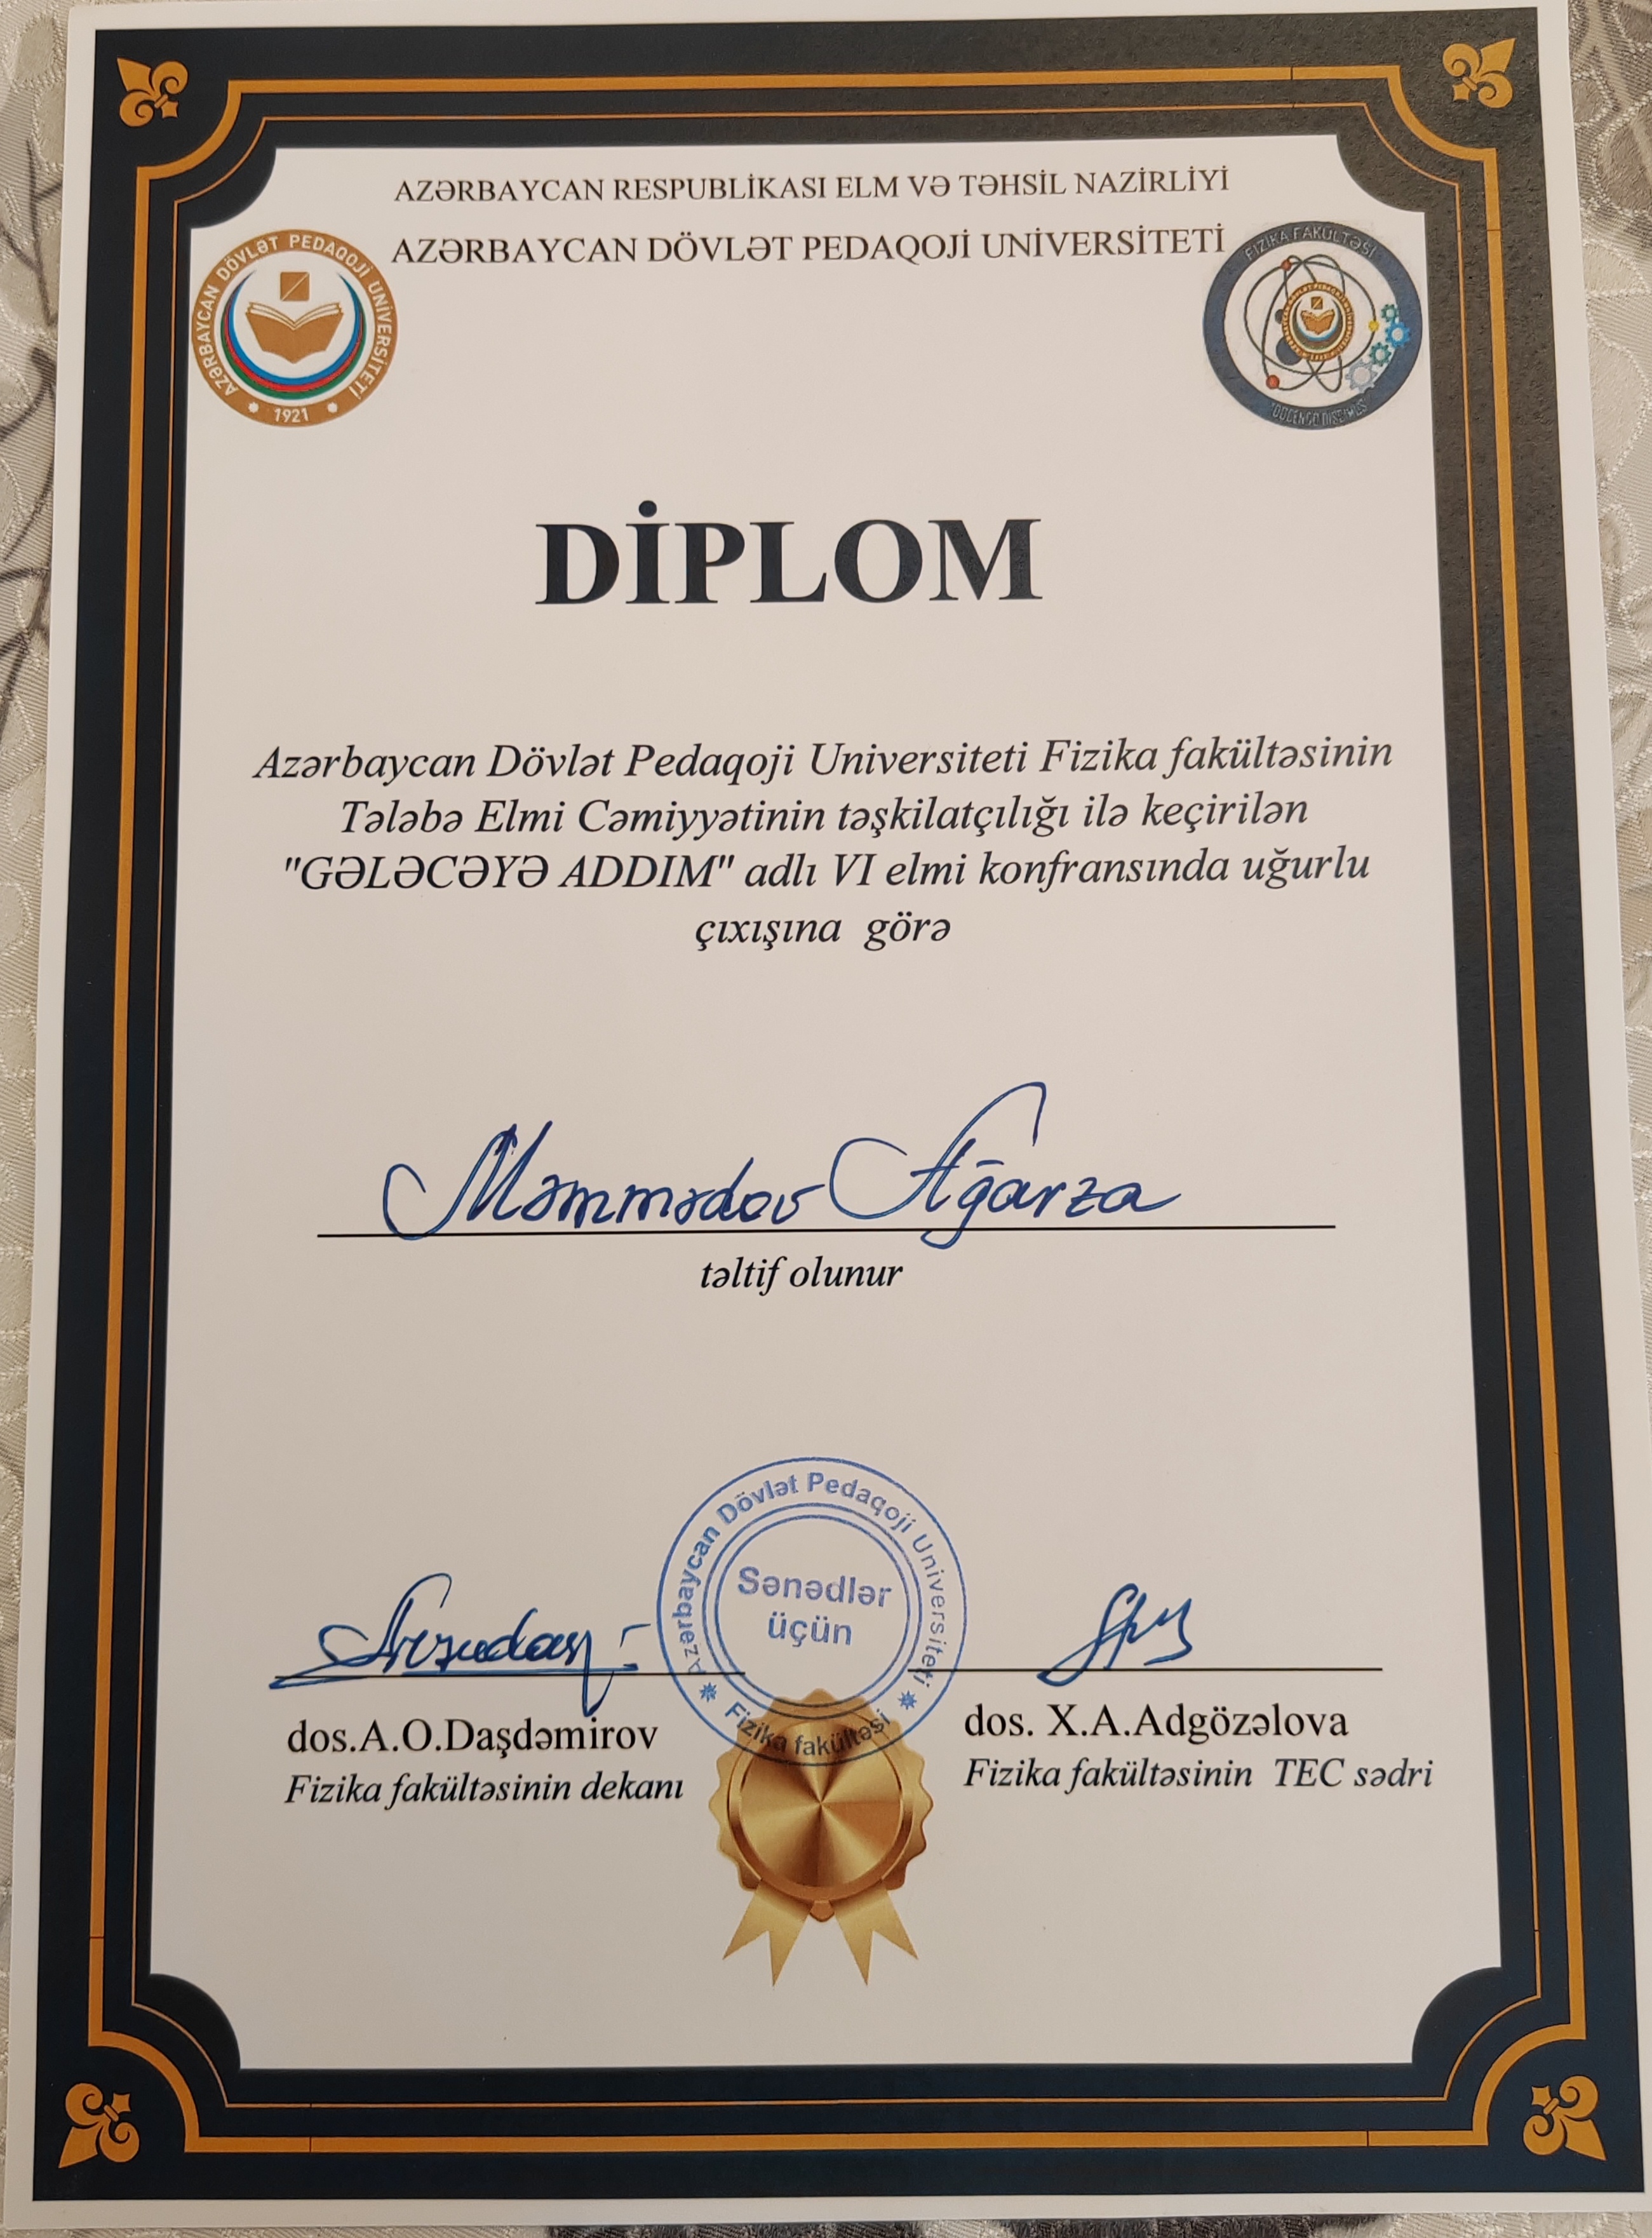 AZƏRBAYCAN RESPUBLİKASI ELM VƏ TƏHSİL NAZİRLİYİ
AZƏRBAYCAN DÖVLƏT PEDAQOJİ UNİVERSİTETİ
AZƏRBAYCAN DÖVLƏT PEDAQOJİ UNİVERSİTETİ
1921
FİZİKA FAKÜLTƏSİ
DİPLOM
Azərbaycan Dövlət Pedaqoji Universiteti Fizika fakültəsinin
Tələbə Elmi Cəmiyyətinin təşkilatçılığı ilə keçirilən
"GƏLƏCƏYƏ ADDIM" adlı VI elmi konfransında uğurlu
çıxışına görə
Məmmədov Ağarza
təltif olunur
Azərbaycan Dövlət Pedaqoji Universiteti
Sənədlər
üçün
Fizika fakültəsi
dos.A.O.Daşdəmirov
Fizika fakültəsinin dekanı
dos. X.A.Adgözəlova
Fizika fakültəsinin TEC sədri